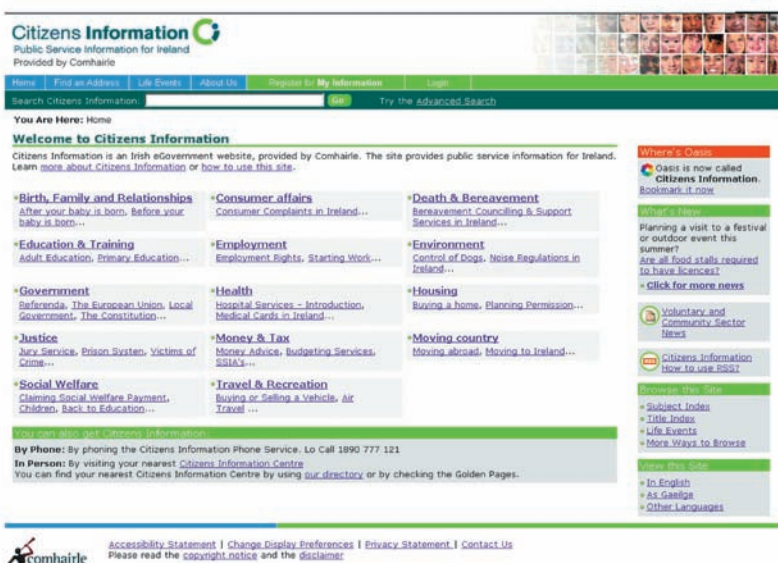 Citizens Information
Public Service Information for Ireland
Provided by Comhairle
Home Find an Address Life Events About Us Register for My Information Login
Search Citizens Information: Go Try the Advanced Search
You Are Here: Home
Welcome to Citizens Information
Citizens Information is an Irish eGovernment website, provided by Comhairle. The site provides public service information for Ireland.
Learn more about Citizens Information or how to use this site.
Birth, Family and Relationships
After your baby is born, Before your
baby is born...
Consumer affairs
Consumer Complaints in Ireland...
Death & Bereavement
Bereavement Councilling & Support
Services in Ireland...
Education & Training
Adult Education, Primary Education...
Employment
Employment Rights, Starting Work...
Environment
Control of Dogs, Noise Regulations in
Ireland...
Government
Referenda, The European Union, Local
Government, The Constitution...
Health
Hospital Services - Introduction,
Medical Cards in Ireland...
Housing
Buying a home, Planning Permission...
Justice
Jury Service, Prison Systen, Victims of
Crime...
Money & Tax
Money Advice, Budgeting Services,
SSIA's...
Moving country
Moving abroad, Moving to Ireland...
Social Welfare
Claiming Social Welfare Payment,
Children, Back to Education...
Travel & Recreation
Buying or Selling a Vehicle, Air
Travel ...
You can also get Citizens Information:
By Phone: By phoning the Citizens Information Phone Service. Lo Call 1890 777 121
In Person: By visiting your nearest Citizens Information Centre
You can find your nearest Citizens Information Centre by using our directory or by checking the Golden Pages.
Where's Oasis
Oasis is now called
Citizens Information.
Bookmark it now
What's New
Planning a visit to a festival
or outdoor event this
summer?
Are all food stalls required
to have licences?
Click for more news
Voluntary and
Community Sector
News
Citizens Information
How to use RSS?
Browse this Site
Subject Index
Title Index
Life Events
More Ways to Browse
View this Site
In English
As Gaeilge
Other Languages
comhairle
Accessibility Statement | Change Display Preferences | Privacy Statement | Contact Us
Please read the copyright notice and the disclaimer